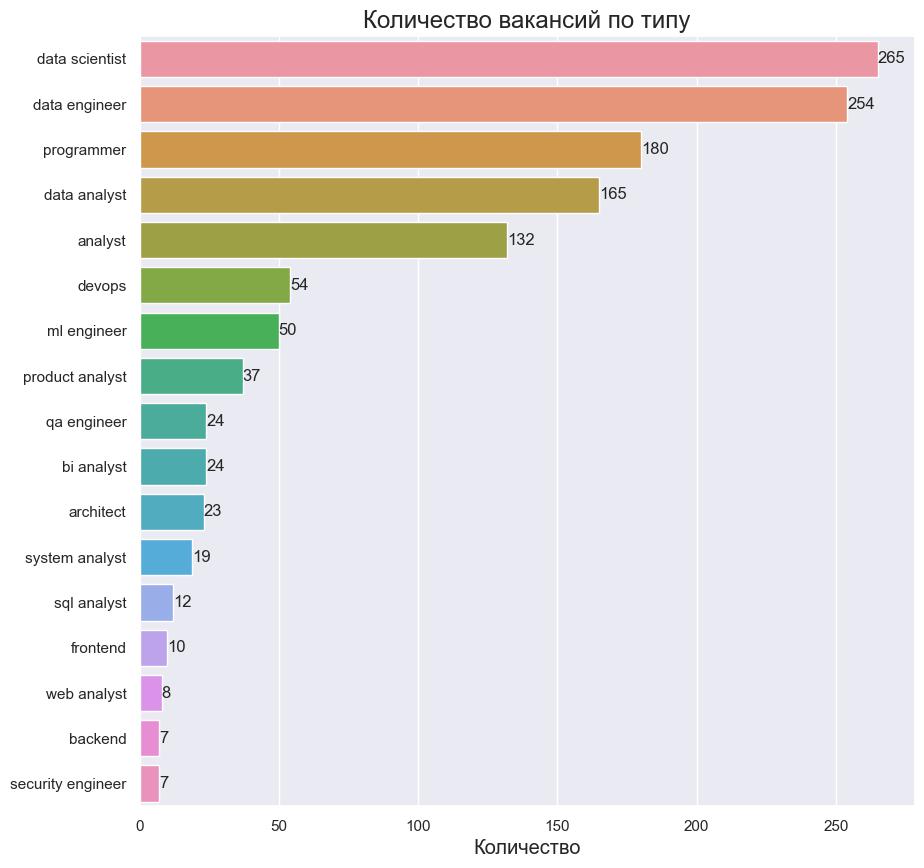 Количество вакансий по типу
data scientist 265
data engineer 254
programmer 180
data analyst 165
analyst 132
devops 54
ml engineer 50
product analyst 37
qa engineer 24
bi analyst 24
architect 23
system analyst 19
sql analyst 12
frontend 10
web analyst 8
backend 7
security engineer 7
0 50 100 150 200 250
Количество